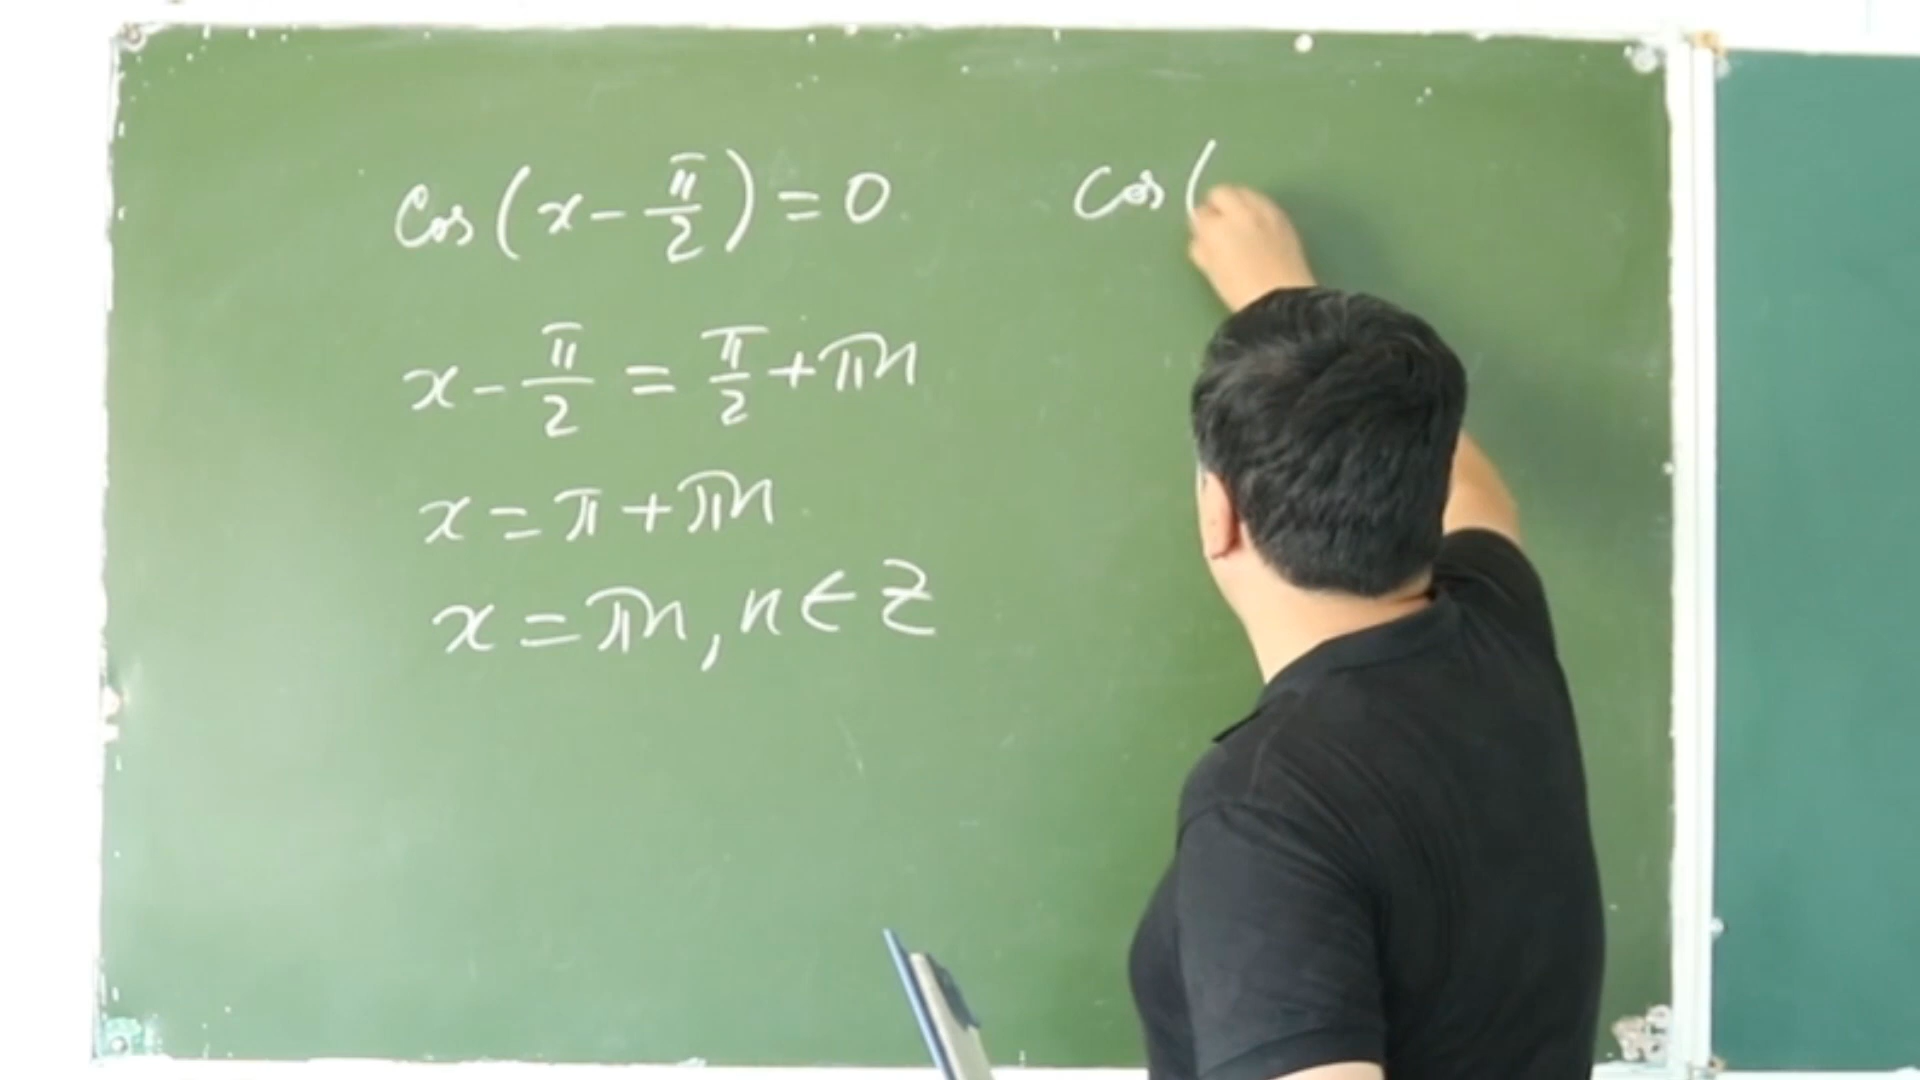 cos(x - π/2) = 0
x - π/2 = π/2 + πn
x = π + πn
x = πn, n ∈ Z
cos(